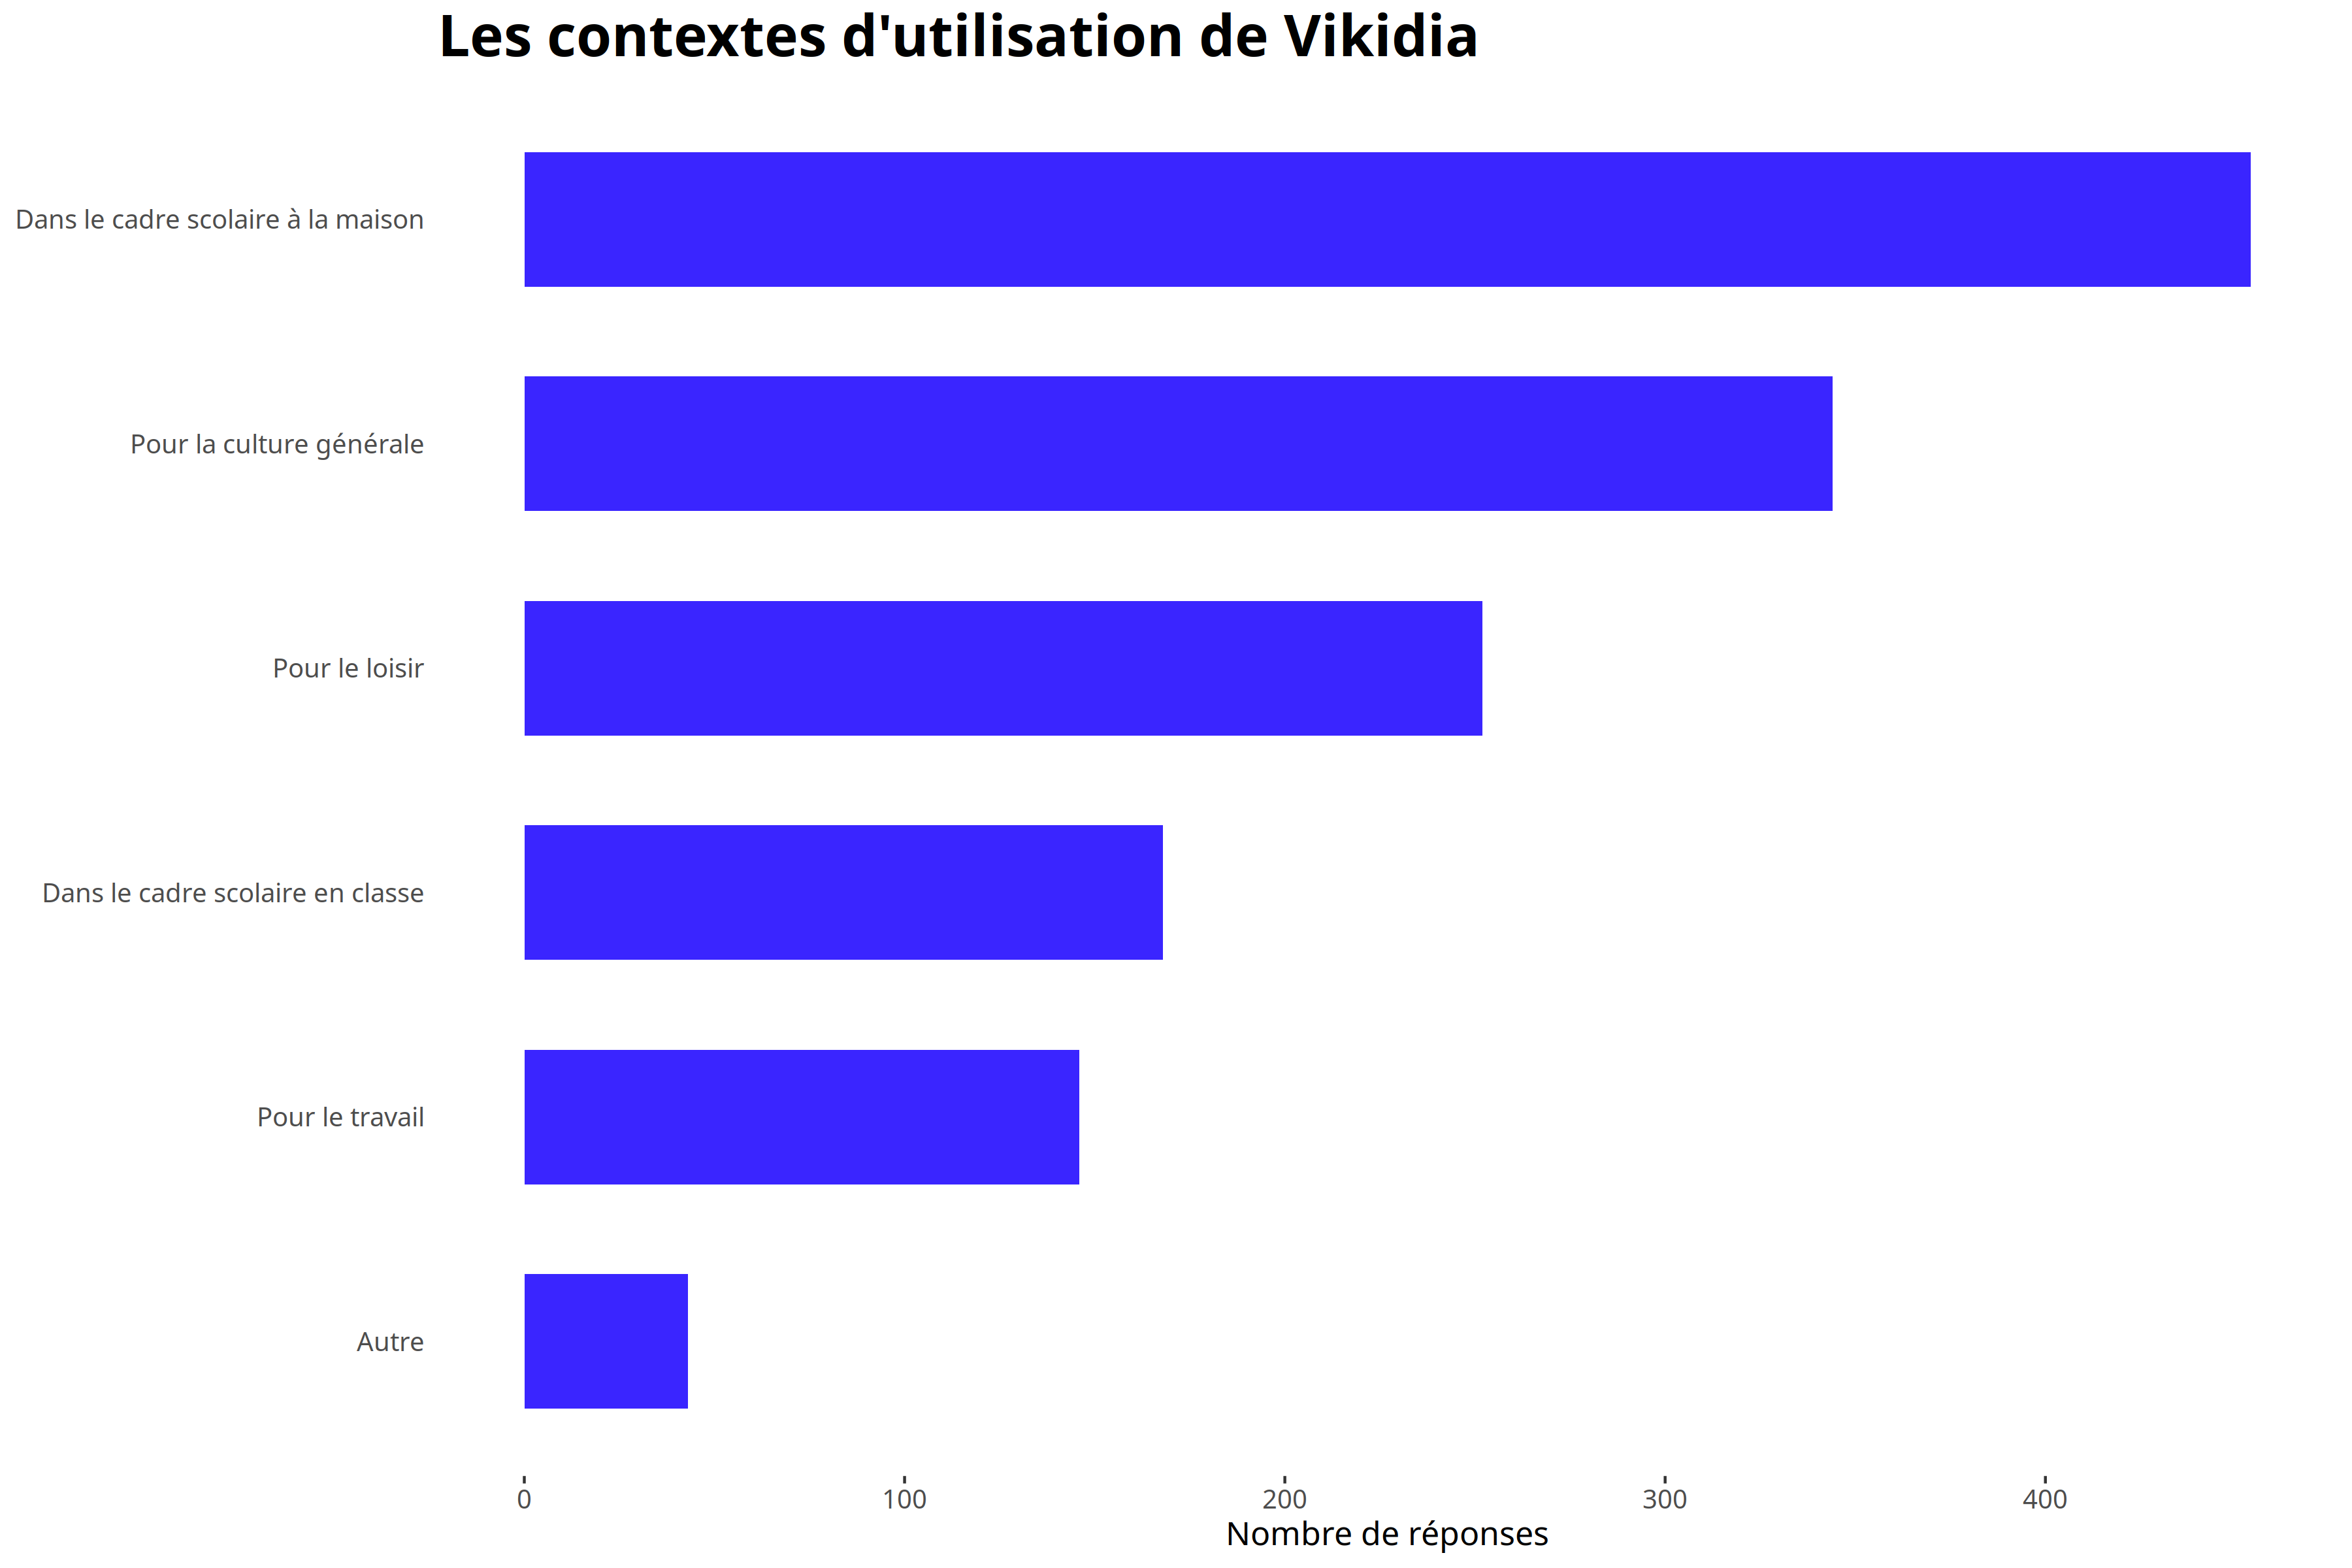 Les contextes d'utilisation de Vikidia
Dans le cadre scolaire à la maison
Pour la culture générale
Pour le loisir
Dans le cadre scolaire en classe
Pour le travail
Autre
0 100 200 300 400
Nombre de réponses